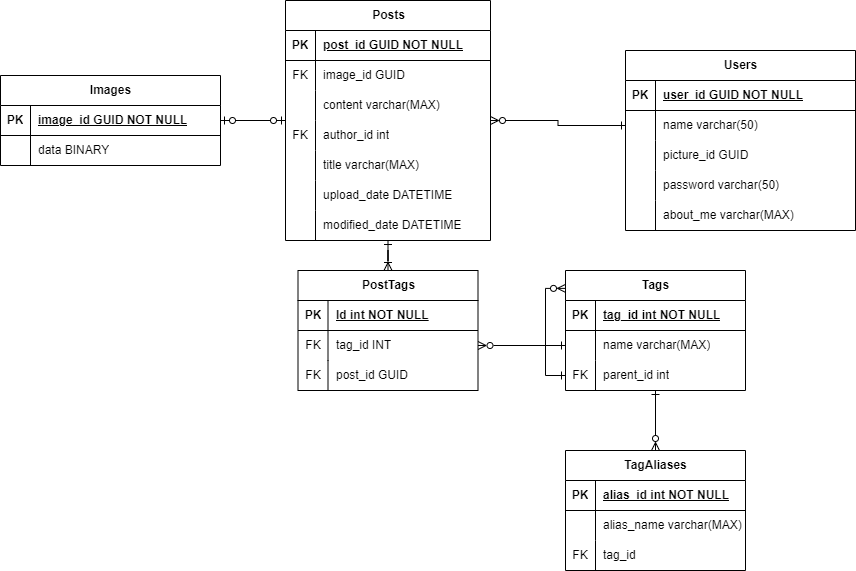 Posts
PK post_id GUID NOT NULL
FK image_id GUID
content varchar(MAX)
FK author_id int
title varchar(MAX)
upload_date DATETIME
modified_date DATETIME
Images
PK image_id GUID NOT NULL
data BINARY
Users
PK user_id GUID NOT NULL
name varchar(50)
picture_id GUID
password varchar(50)
about_me varchar(MAX)
PostTags
PK Id int NOT NULL
FK tag_id INT
FK post_id GUID
Tags
PK tag_id int NOT NULL
name varchar(MAX)
FK parent_id int
TagAliases
PK alias_id int NOT NULL
alias_name varchar(MAX)
FK tag_id